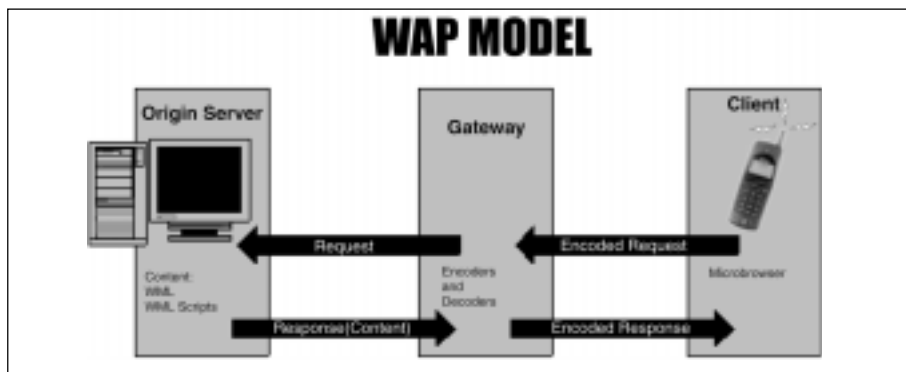 WAP MODEL
Origin Server
Gateway
Client
Request
Encoded Request
Content:
WML
WML Scripts
Encoders
and
Decoders
Microbrowser
Response(Content)
Encoded Response